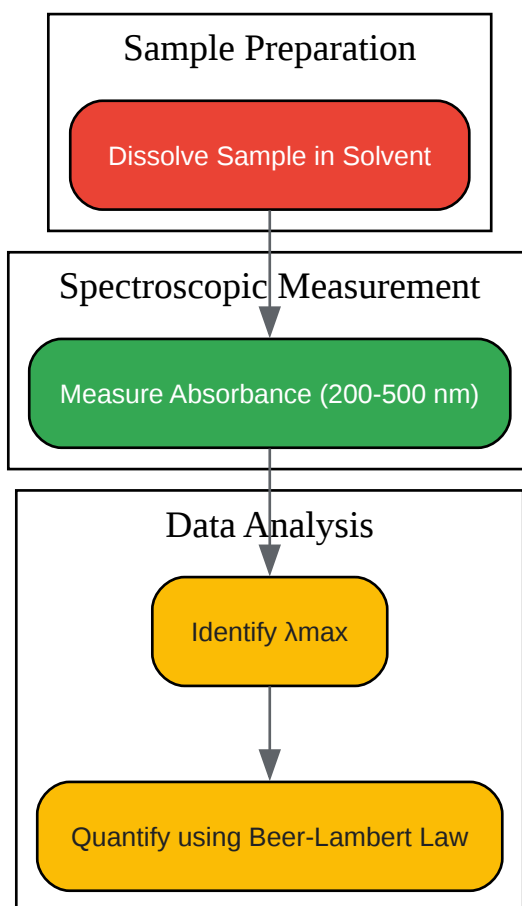 Sample Preparation
Dissolve Sample in Solvent
Spectroscopic Measurement
Measure Absorbance (200-500 nm)
Data Analysis
Identify λmax
Quantify using Beer-Lambert Law